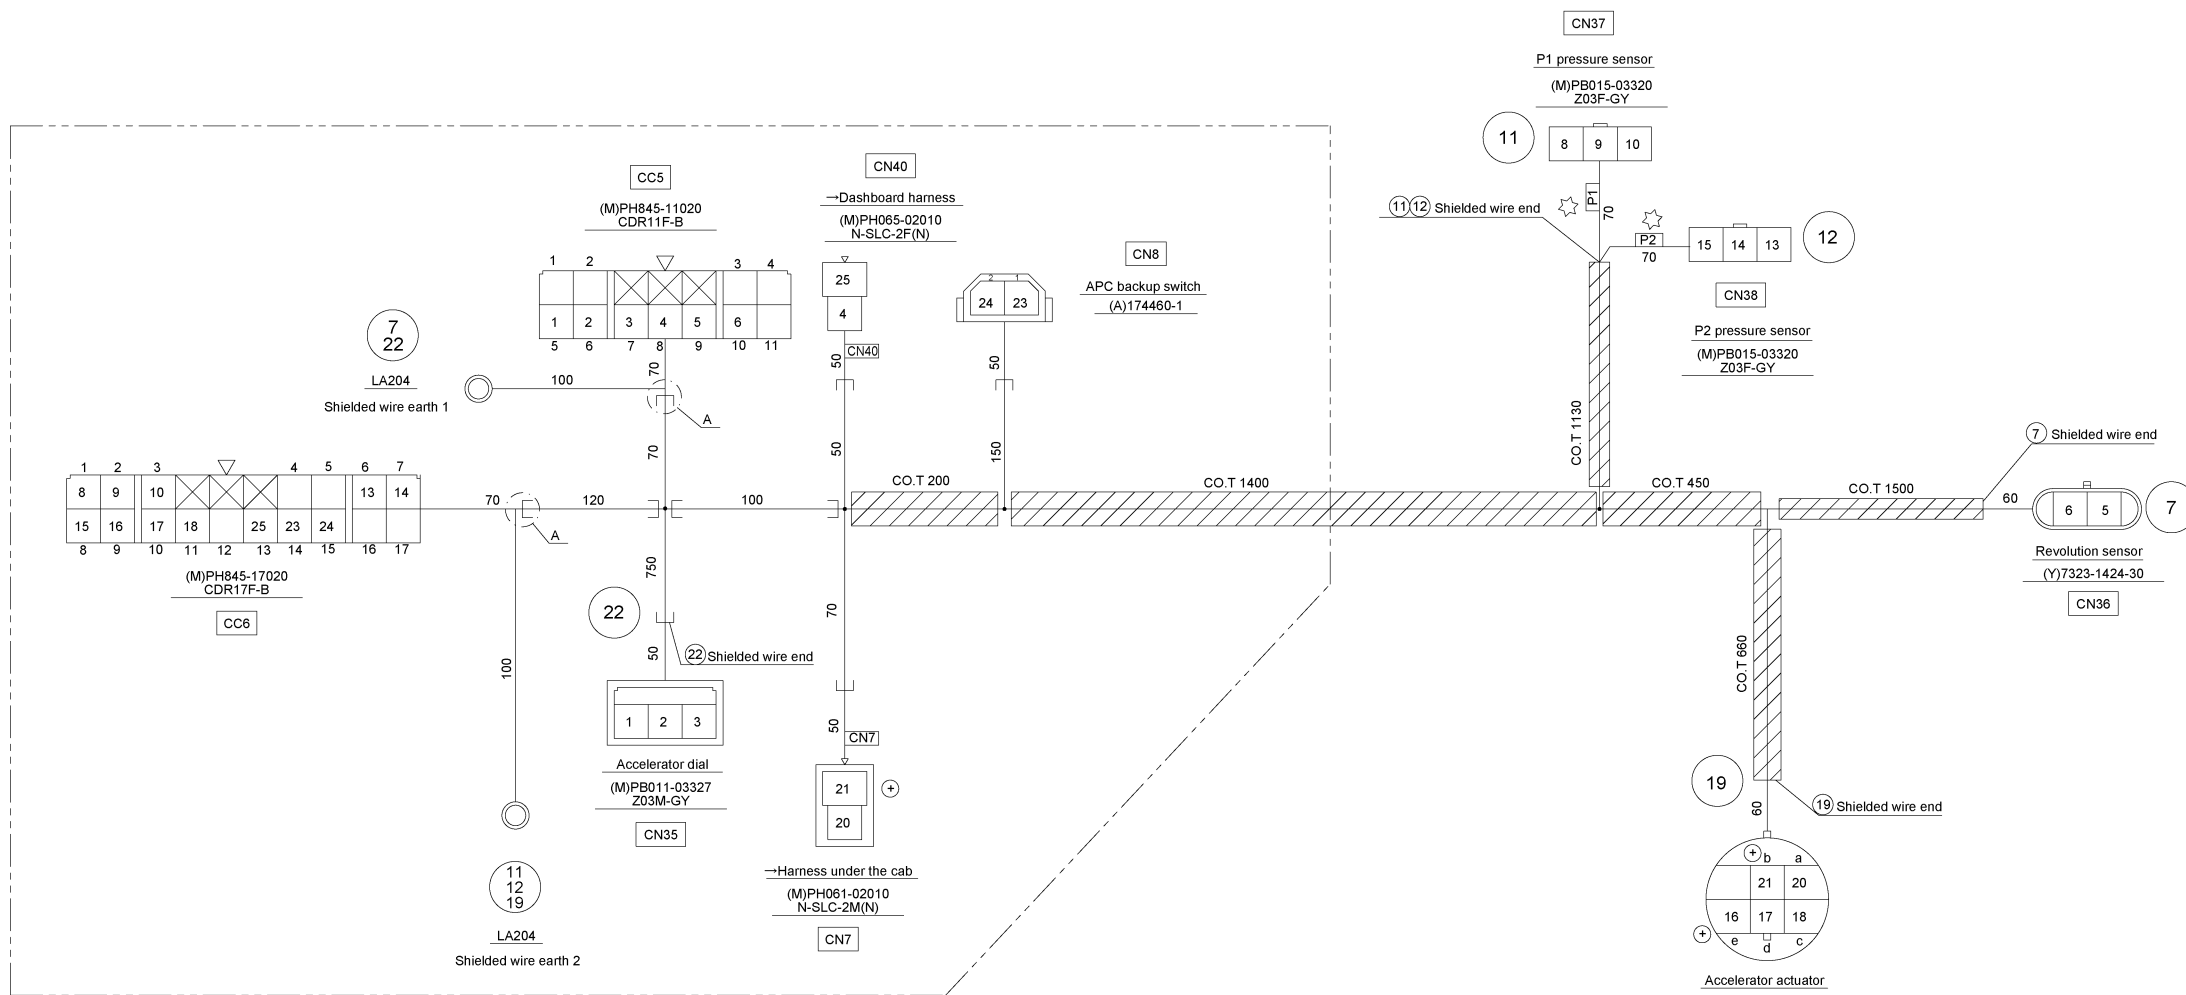 CN37
P1 pressure sensor
(M)PB015-03320
Z03F-GY
11
8 9 10
P1
70
11 12 Shielded wire end
P2
70
15 14 13
12
CN38
P2 pressure sensor
(M)PB015-03320
Z03F-GY
CN40
→Dashboard harness
(M)PH065-02010
N-SLC-2F(N)
25
4
CN40
50
50
CC5
(M)PH845-11020
CDR11F-B
1 2 3 4
1 2 3 4 5 6
5 6 7 8 9 10 11
70
CN8
APC backup switch
(A)174460-1
2 1
24 23
50
150
7
22
LA204
Shielded wire earth 1
100
A
70
1 2 3 4 5 6 7
8 9 10 13 14
15 16 17 18 25 23 24
8 9 10 11 12 13 14 15 16 17
(M)PH845-17020
CDR17F-B
CC6
70
120
A
100
CO.T 200
CO.T 1400
CO.T 1130
CO.T 450
CO.T 1500
7 Shielded wire end
60
6 5
7
Revolution sensor
(Y)7323-1424-30
CN36
750
22
22 Shielded wire end
50
1 2 3
Accelerator dial
(M)PB011-03327
Z03M-GY
CN35
100
11
12
19
LA204
Shielded wire earth 2
70
50
CN7
21 +
20
→Harness under the cab
(M)PH061-02010
N-SLC-2M(N)
CN7
CO.T 660
19
19 Shielded wire end
60
+ b a
21 20
16 17 18
+ e d c
Accelerator actuator